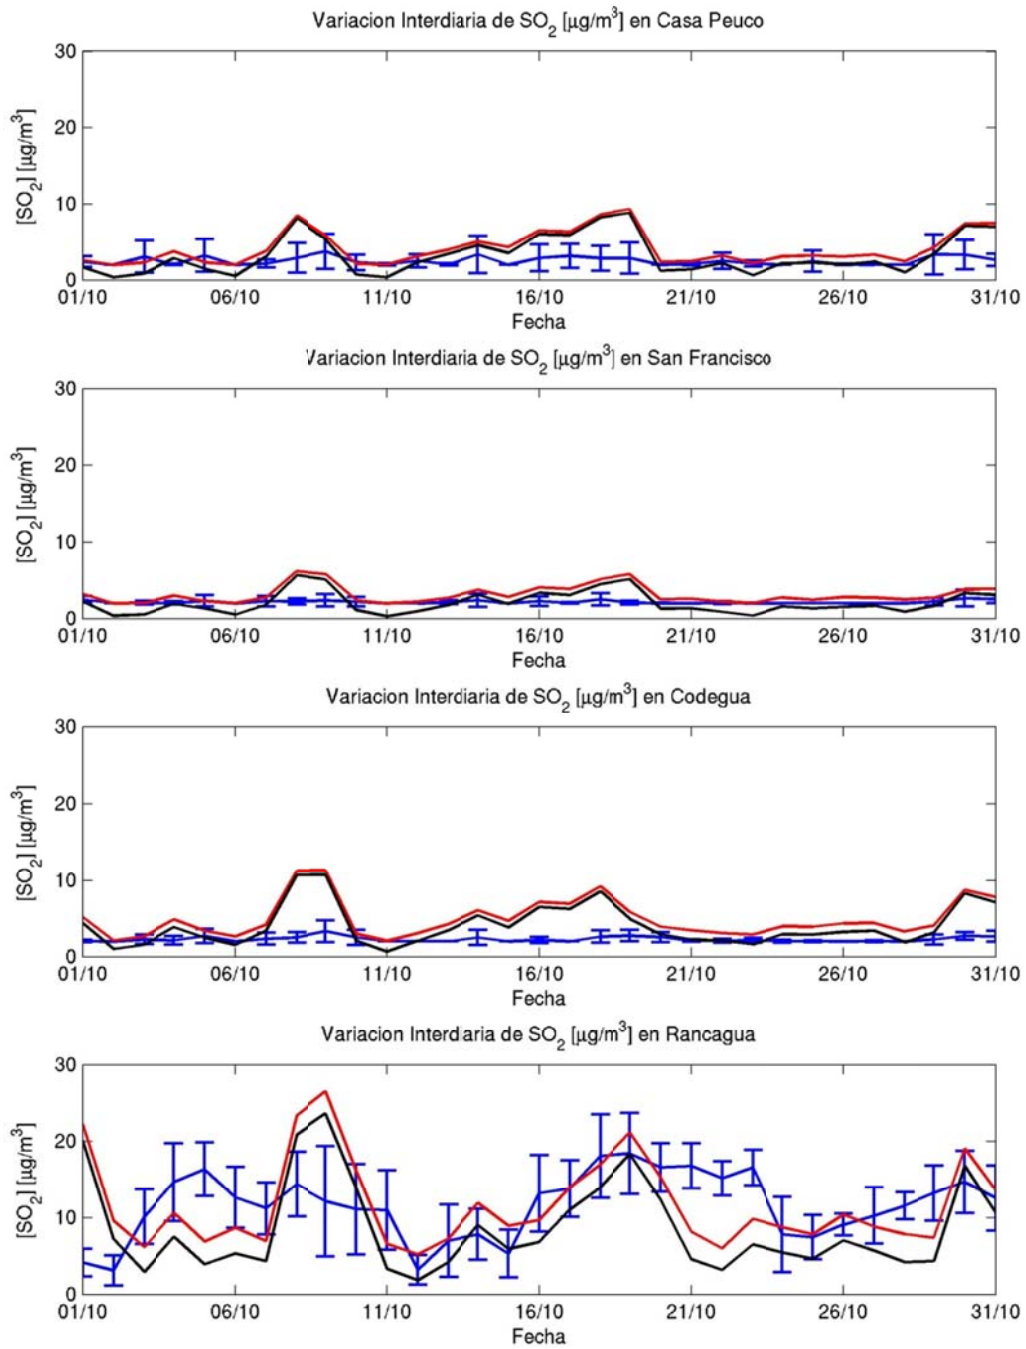 Variacion Interdiaria de SO2 [µg/m3] en Casa Peuco
30
20
10
0
[SO2] [µg/m3]
01/10 06/10 11/10 16/10 21/10 26/10 31/10
Fecha
Variacion Interdiaria de SO2 [µg/m3] en San Francisco
30
20
10
0
[SO2] [µg/m3]
01/10 06/10 11/10 16/10 21/10 26/10 31/10
Fecha
Variacion Interdiaria de SO2 [µg/m3] en Codegua
30
20
10
0
[SO2] [µg/m3]
01/10 06/10 11/10 16/10 21/10 26/10 31/10
Fecha
Variacion Interdiaria de SO2 [µg/m3] en Rancagua
30
20
10
0
[SO2] [µg/m3]
01/10 06/10 11/10 16/10 21/10 26/10 31/10
Fecha